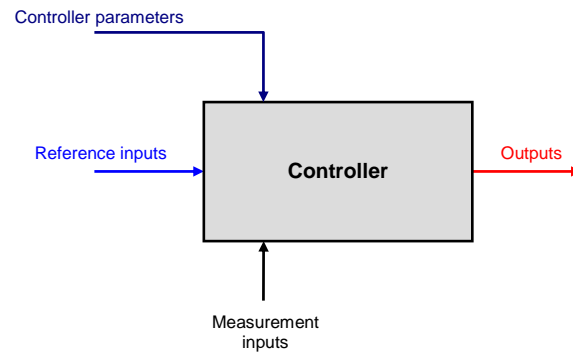 Controller parameters
Reference inputs
Controller
Outputs
Measurement
inputs